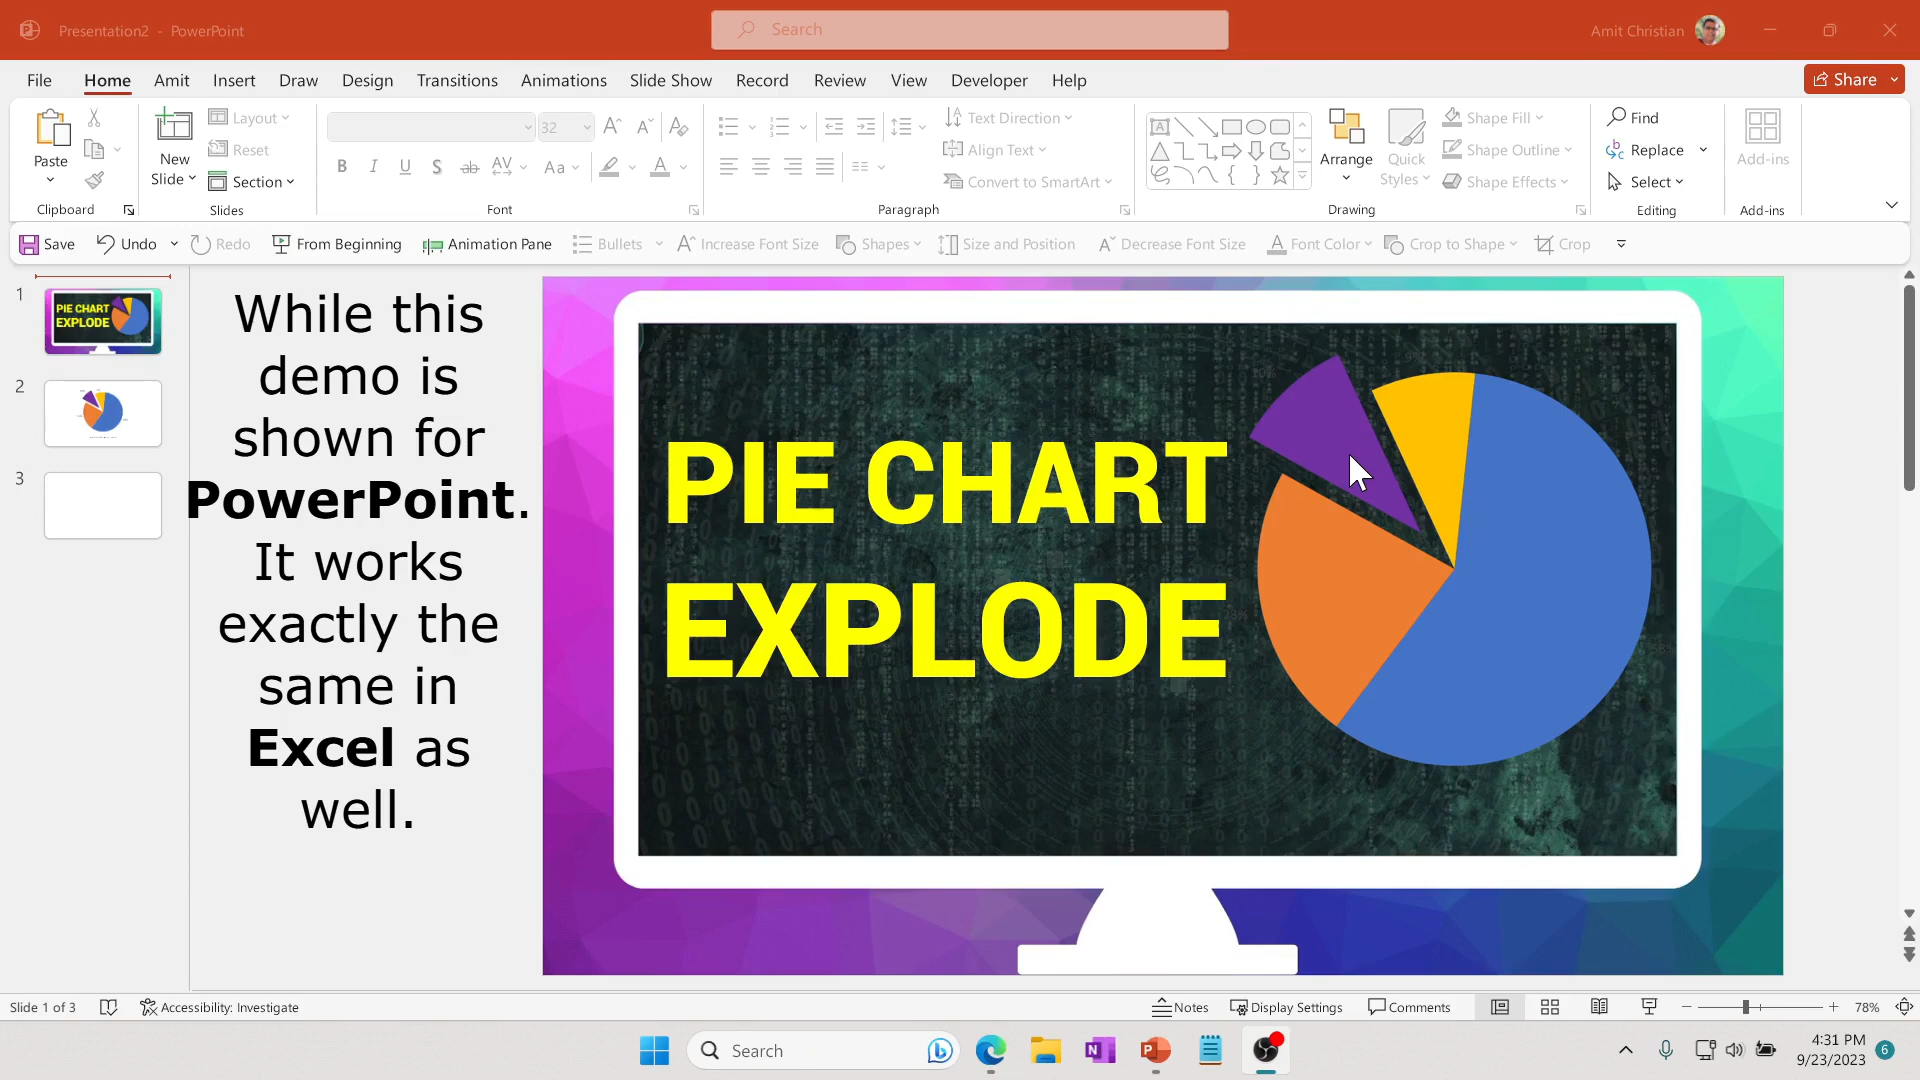 Presentation2 - PowerPoint
Search
Amit Christian
File Home Amit Insert Draw Design Transitions Animations Slide Show Record Review View Developer Help
Share
Paste
Clipboard
New
Slide
Layout
Reset
Section
Slides
32
Font
Text Direction
Align Text
Convert to SmartArt
Paragraph
Arrange
Quick
Styles
Shape Fill
Shape Outline
Shape Effects
Drawing
Find
Replace
Select
Editing
Add-ins
Add-ins
Save Undo Redo From Beginning Animation Pane Bullets Increase Font Size Shapes Size and Position Decrease Font Size Font Color Crop to Shape Crop
1
PIE CHART
EXPLODE
2
3
While this
demo is
shown for
PowerPoint.
It works
exactly the
same in
Excel as
well.
PIE CHART
EXPLODE
Slide 1 of 3
Accessibility: Investigate
Notes
Display Settings
Comments
78%
Search
4:31 PM
9/23/2023
6